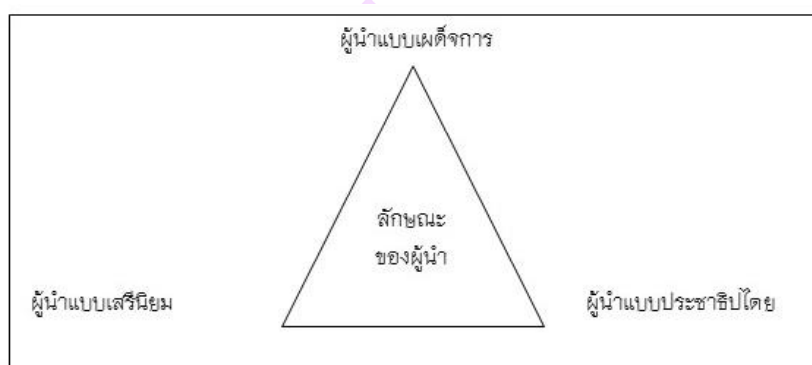 ผู้นำแบบเผด็จการ
ลักษณะ
ของผู้นำ
ผู้นำแบบเสรีนิยม
ผู้นำแบบประชาธิปไตย